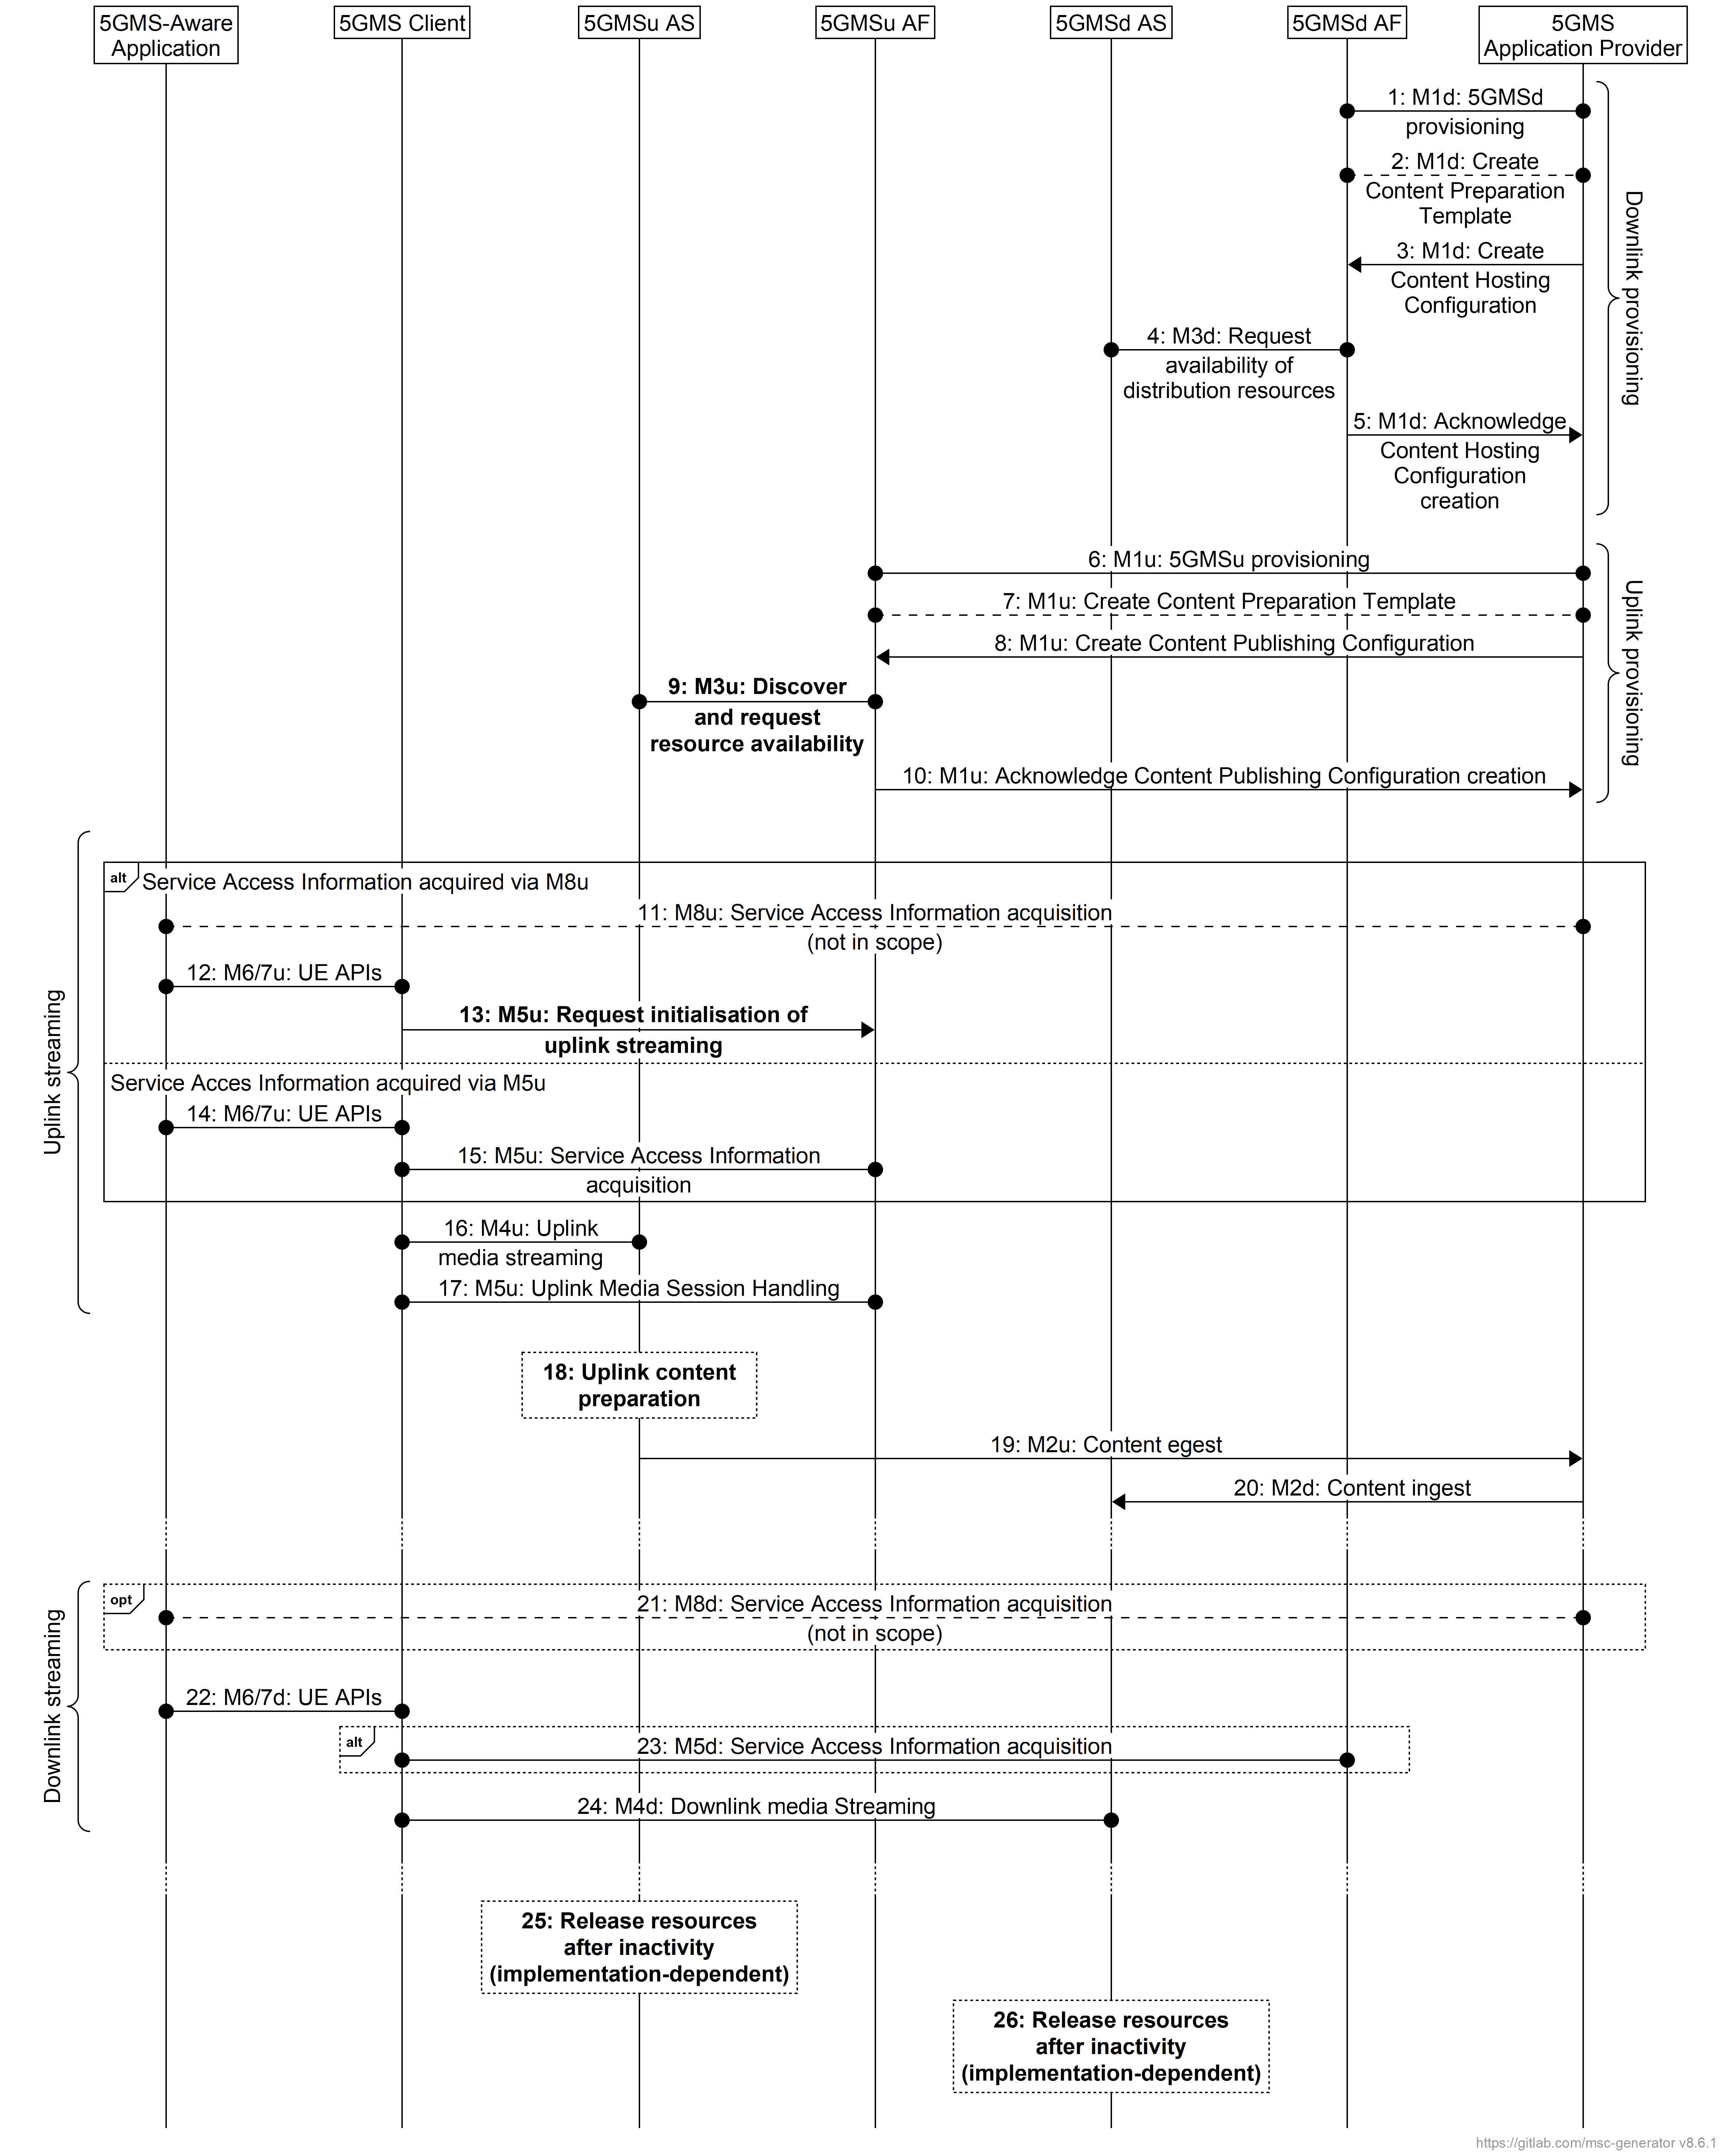 5GMS-Aware
Application
5GMS Client
5GMSu AS
5GMSu AF
5GMSd AS
5GMSd AF
5GMS
Application Provider
1: M1d: 5GMSd
provisioning
2: M1d: Create
Content Preparation
Template
3: M1d: Create
Content Hosting
Configuration
4: M3d: Request
availability of
distribution resources
5: M1d: Acknowledge
Content Hosting
Configuration
creation
Downlink provisioning
6: M1u: 5GMSu provisioning
7: M1u: Create Content Preparation Template
8: M1u: Create Content Publishing Configuration
9: M3u: Discover
and request
resource availability
10: M1u: Acknowledge Content Publishing Configuration creation
Uplink provisioning
alt
Service Access Information acquired via M8u
11: M8u: Service Access Information acquisition
(not in scope)
12: M6/7u: UE APIs
13: M5u: Request initialisation of
uplink streaming
Service Acces Information acquired via M5u
14: M6/7u: UE APIs
15: M5u: Service Access Information
acquisition
16: M4u: Uplink
media streaming
17: M5u: Uplink Media Session Handling
Uplink streaming
18: Uplink content
preparation
19: M2u: Content egest
20: M2d: Content ingest
opt
21: M8d: Service Access Information acquisition
(not in scope)
22: M6/7d: UE APIs
alt
23: M5d: Service Access Information acquisition
24: M4d: Downlink media Streaming
Downlink streaming
25: Release resources
after inactivity
(implementation-dependent)
26: Release resources
after inactivity
(implementation-dependent)
https://gitlab.com/msc-generator v8.6.1